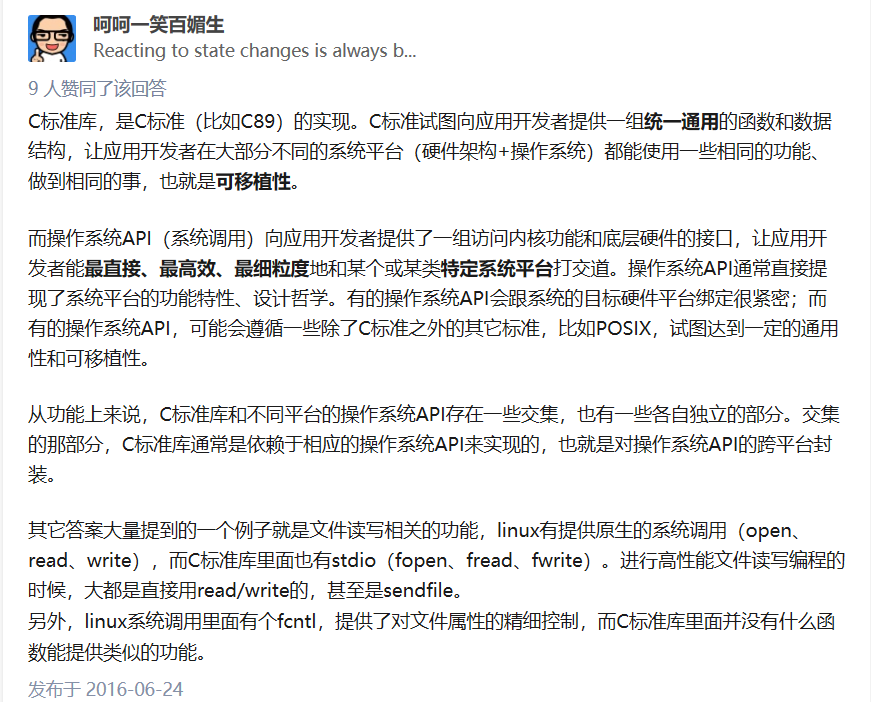 呵呵一笑百媚生
Reacting to state changes is always b...
9 人赞同了该回答
C标准库，是C标准（比如C89）的实现。C标准试图向应用开发者提供一组统一通用的函数和数据
结构，让应用开发者在大部分不同的系统平台（硬件架构+操作系统）都能使用一些相同的功能、
做到相同的事，也就是可移植性。
而操作系统API（系统调用）向应用开发者提供了一组访问内核功能和底层硬件的接口，让应用开
发者能最直接、最高效、最细粒度地和某个或某类特定系统平台打交道。操作系统API通常直接提
现了系统平台的功能特性、设计哲学。有的操作系统API会跟系统的目标硬件平台绑定很紧密；而
有的操作系统API，可能会遵循一些除了C标准之外的其它标准，比如POSIX，试图达到一定的通用
性和可移植性。
从功能上来说，C标准库和不同平台的操作系统API存在一些交集，也有一些各自独立的部分。交集
的那部分，C标准库通常是依赖于相应的操作系统API来实现的，也就是对操作系统API的跨平台封
装。
其它答案大量提到的一个例子就是文件读写相关的功能，linux有提供原生的系统调用（open、
read、write），而C标准库里面也有stdio（fopen、fread、fwrite）。进行高性能文件读写编程的
时候，大都是直接用read/write的，甚至是sendfile。
另外，linux系统调用里面有个fcntl，提供了对文件属性的精细控制，而C标准库里面并没有什么函
数能提供类似的功能。
发布于 2016-06-24